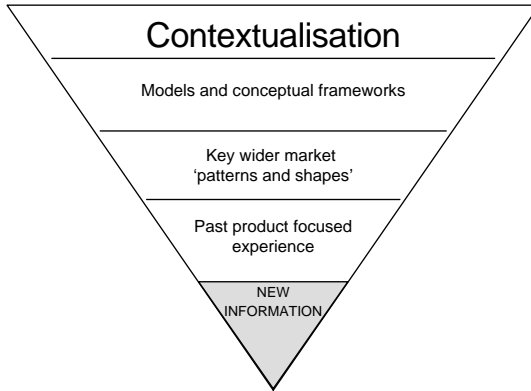 Contextualisation
Models and conceptual frameworks
Key wider market
‘patterns and shapes’
Past product focused
experience
NEW
INFORMATION